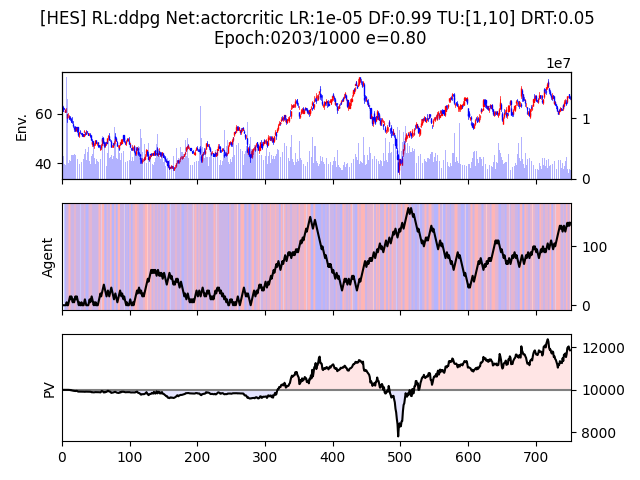 [HES] RL:ddpg Net:actorcritic LR:1e-05 DF:0.99 TU:[1,10] DRT:0.05
Epoch:0203/1000 e=0.80
1e7
Env.
60
40
1
0
Agent
100
0
PV
12000
10000
8000
0 100 200 300 400 500 600 700